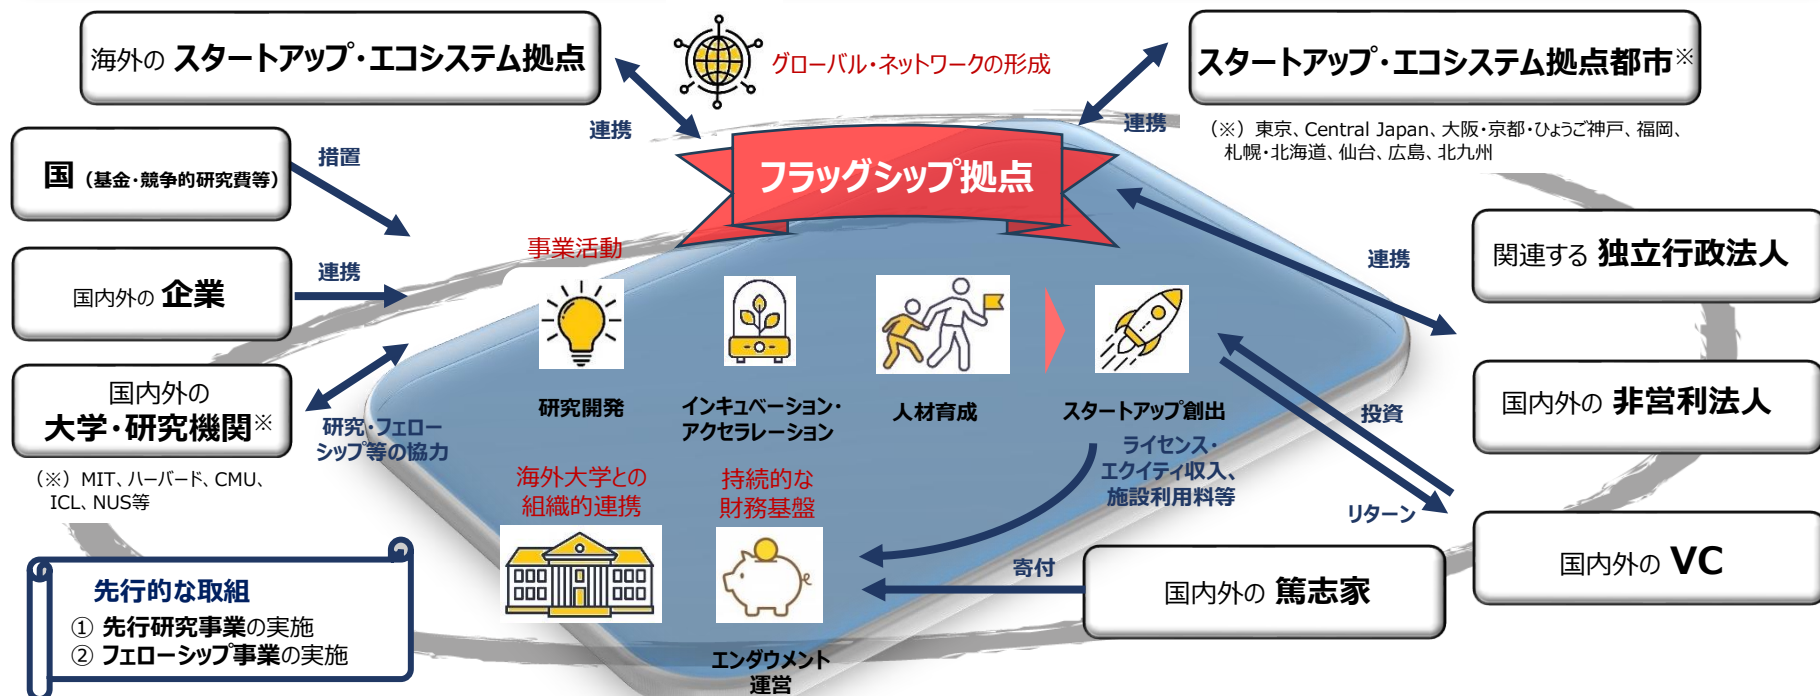 海外の スタートアップ・エコシステム拠点
グローバル・ネットワークの形成
スタートアップ・エコシステム拠点都市※
（※）東京、Central Japan、大阪・京都・ひょうご神戸、福岡、
札幌・北海道、仙台、広島、北九州
連携
連携
国（基金・競争的研究費等）
措置
フラッグシップ拠点
国内外の 企業
連携
事業活動
連携
関連する 独立行政法人
国内外の
大学・研究機関※
（※）MIT、ハーバード、CMU、
ICL、NUS等
研究・フェロー
シップ等の協力
研究開発
インキュベーション・
アクセラレーション
人材育成
スタートアップ創出
投資
リターン
国内外の 非営利法人
ライセンス・
エクイティ収入、
施設利用料等
海外大学との
組織的連携
持続的な
財務基盤
国内外の VC
寄付
国内外の 篤志家
エンダウメント
運営
先行的な取組
① 先行研究事業の実施
② フェローシップ事業の実施